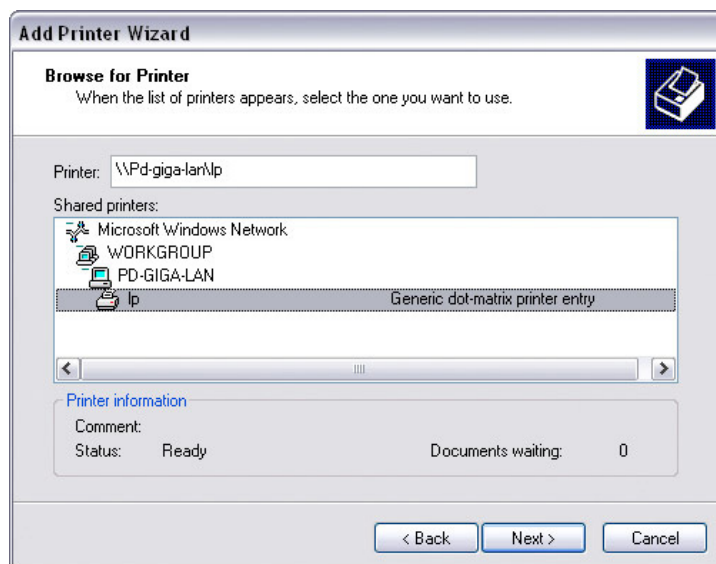 Add Printer Wizard
Browse for Printer
When the list of printers appears, select the one you want to use.
Printer: \\Pd-giga-lan\lp
Shared printers:
Microsoft Windows Network
WORKGROUP
PD-GIGA-LAN
lp Generic dot-matrix printer entry
Printer information
Comment:
Status: Ready Documents waiting: 0
< Back Next > Cancel